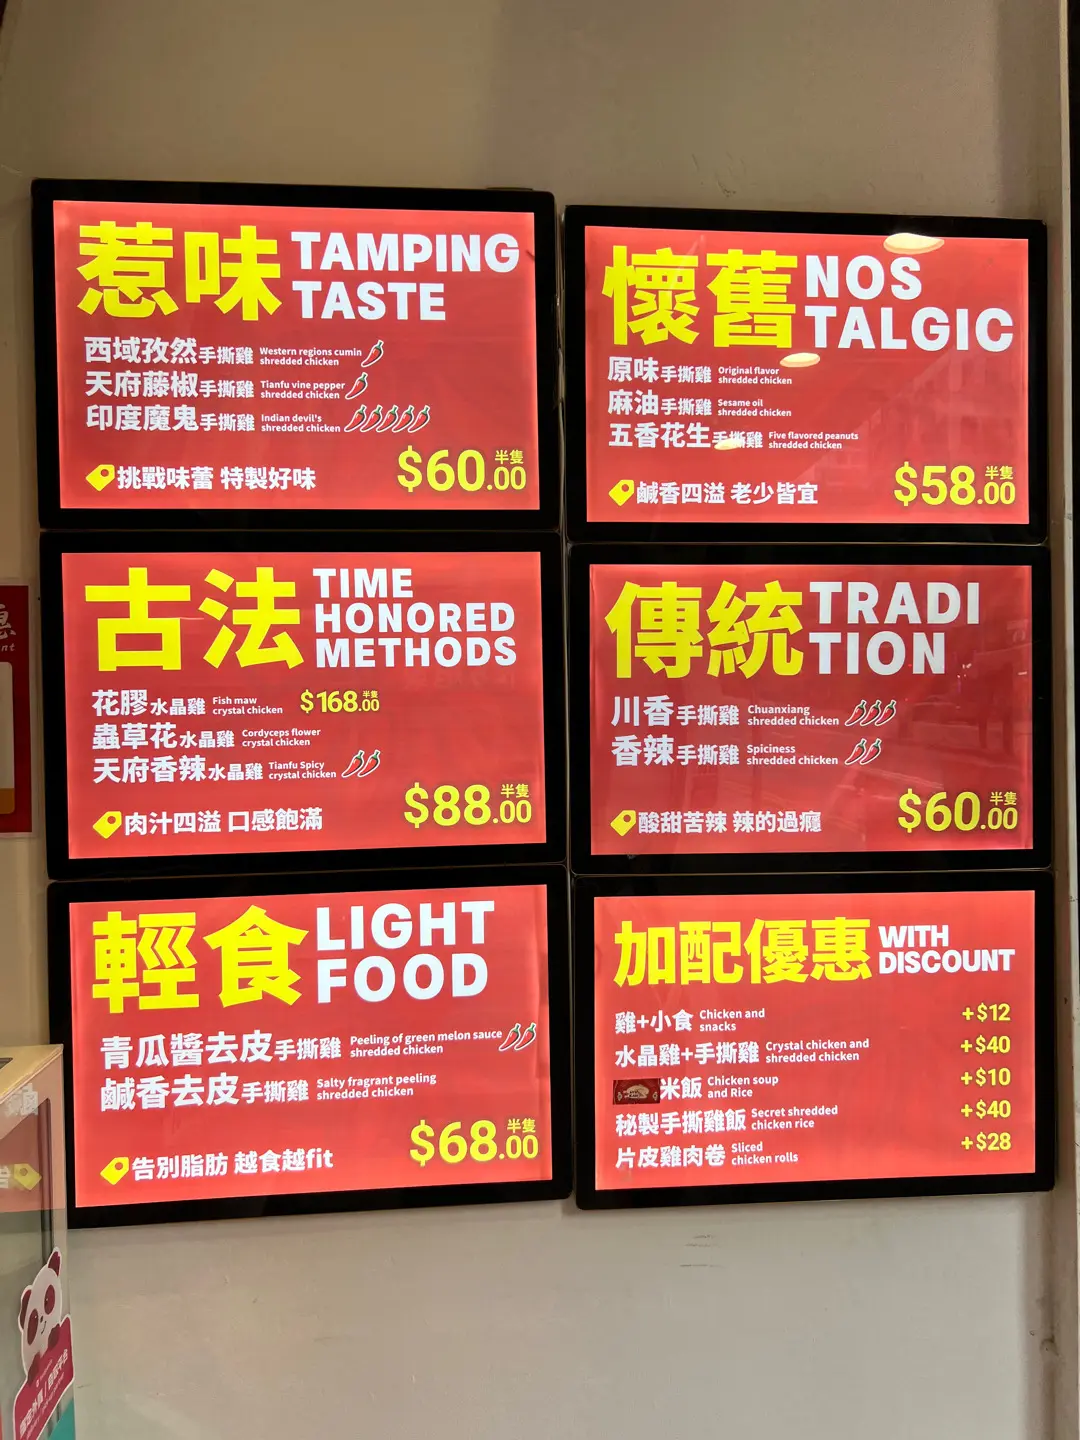 惹味 TAMPING
TASTE
西域孜然手撕雞 Western regions cumin
shredded chicken
天府藤椒手撕雞 Tianfu vine pepper
shredded chicken
印度魔鬼手撕雞 Indian devil's
shredded chicken
挑戰味蕾 特製好味
$60.00 半隻
懷舊 NOS
TALGIC
原味手撕雞 Original flavor
shredded chicken
麻油手撕雞 Sesame oil
shredded chicken
五香花生手撕雞 Five flavored peanuts
shredded chicken
鹹香四溢 老少皆宜
$58.00 半隻
古法 TIME
HONORED
METHODS
花膠水晶雞 Fish maw
crystal chicken
$168.00 半隻
蟲草花水晶雞 Cordyceps flower
crystal chicken
天府香辣水晶雞 Tianfu Spicy
crystal chicken
肉汁四溢 口感飽滿
$88.00 半隻
傳統 TRADI
TION
川香手撕雞 Chuanxiang
shredded chicken
香辣手撕雞 Spiciness
shredded chicken
酸甜苦辣 辣的過癮
$60.00 半隻
輕食 LIGHT
FOOD
青瓜醬去皮手撕雞 Peeling of green melon sauce
shredded chicken
鹹香去皮手撕雞 Salty fragrant peeling
shredded chicken
告別脂肪 越食越fit
$68.00 半隻
加配優惠 WITH
DISCOUNT
雞+小食 Chicken and
snacks
+$12
水晶雞+手撕雞 Crystal chicken and
shredded chicken
+$40
米飯 Chicken soup
and Rice
+$10
秘製手撕雞飯 Secret shredded
chicken rice
+$40
片皮雞肉卷 Sliced
chicken rolls
+$28